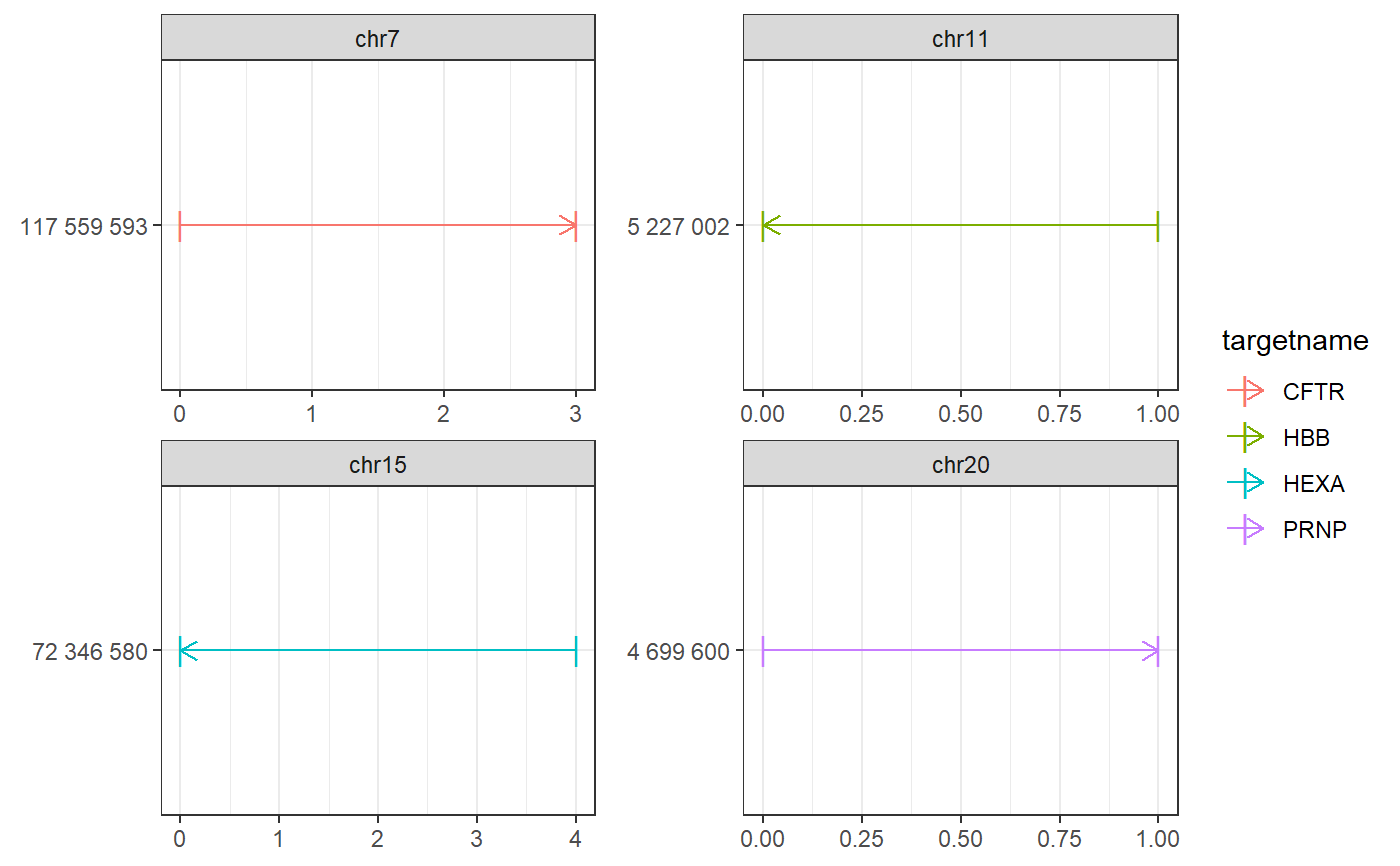 chr7
117 559 593
0 1 2 3
chr11
5 227 002
0.00 0.25 0.50 0.75 1.00
chr15
72 346 580
0 1 2 3 4
chr20
4 699 600
0.00 0.25 0.50 0.75 1.00
targetname
CFTR
HBB
HEXA
PRNP